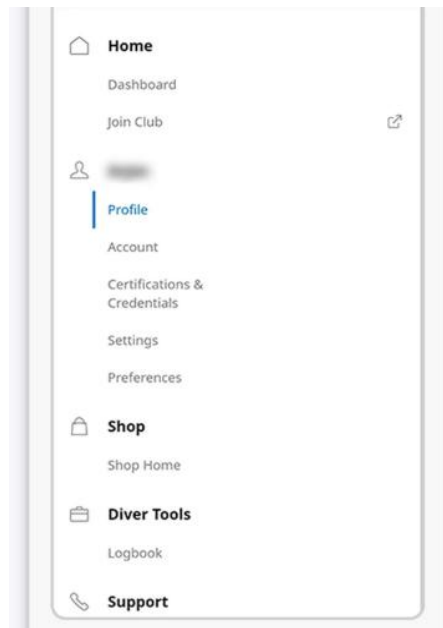 Home
Dashboard
Join Club
Profile
Account
Certifications &
Credentials
Settings
Preferences
Shop
Shop Home
Diver Tools
Logbook
Support